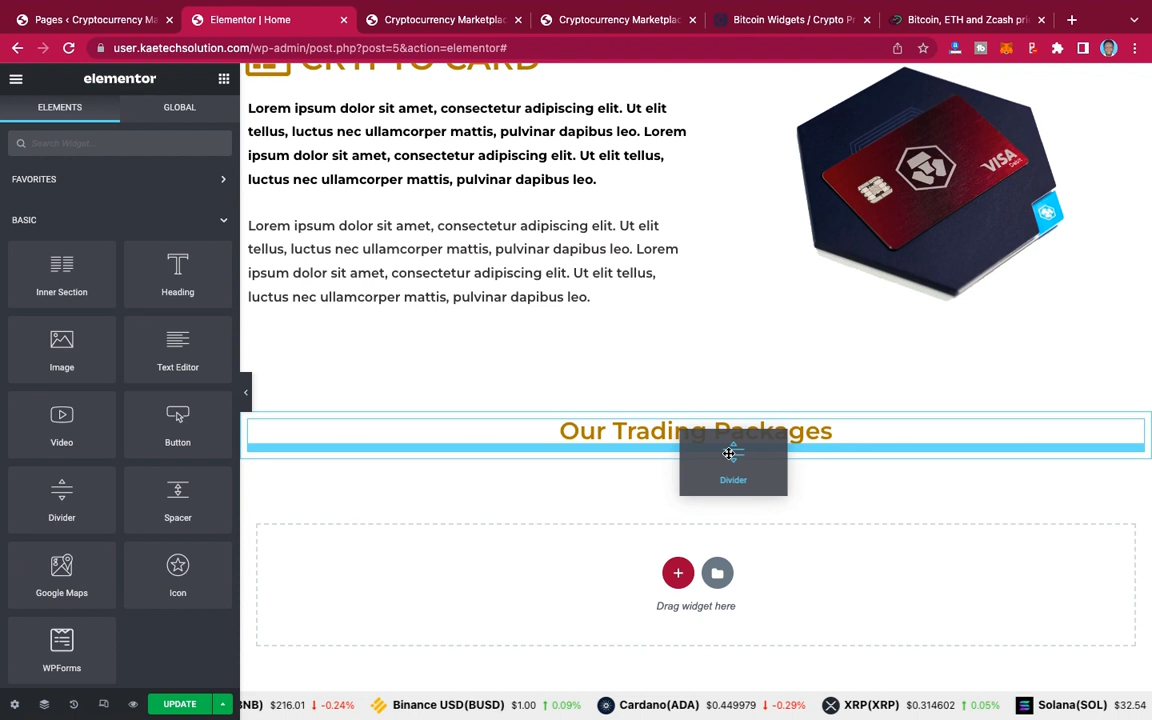 Pages ‹ Cryptocurrency Ma
Elementor | Home
Cryptocurrency Marketplac
Cryptocurrency Marketplac
Bitcoin Widgets / Crypto Pr
Bitcoin, ETH and Zcash pri
user.kaetechsolution.com/wp-admin/post.php?post=5&action=elementor#
elementor
ELEMENTS
GLOBAL
Search Widget...
FAVORITES
BASIC
Inner Section
Heading
Image
Text Editor
Video
Button
Divider
Spacer
Google Maps
Icon
WPForms
UPDATE
CRYPTO CARD
Lorem ipsum dolor sit amet, consectetur adipiscing elit. Ut elit
tellus, luctus nec ullamcorper mattis, pulvinar dapibus leo. Lorem
ipsum dolor sit amet, consectetur adipiscing elit. Ut elit tellus,
luctus nec ullamcorper mattis, pulvinar dapibus leo.
Lorem ipsum dolor sit amet, consectetur adipiscing elit. Ut elit
tellus, luctus nec ullamcorper mattis, pulvinar dapibus leo. Lorem
ipsum dolor sit amet, consectetur adipiscing elit. Ut elit tellus,
luctus nec ullamcorper mattis, pulvinar dapibus leo.
VISA
Debit
Our Trading Packages
Divider
Drag widget here
BNB) $216.01 ↓ -0.24% Binance USD(BUSD) $1.00 ↑ 0.09% Cardano(ADA) $0.449979 ↓ -0.29% XRP(XRP) $0.314602 ↑ 0.05% Solana(SOL) $32.54